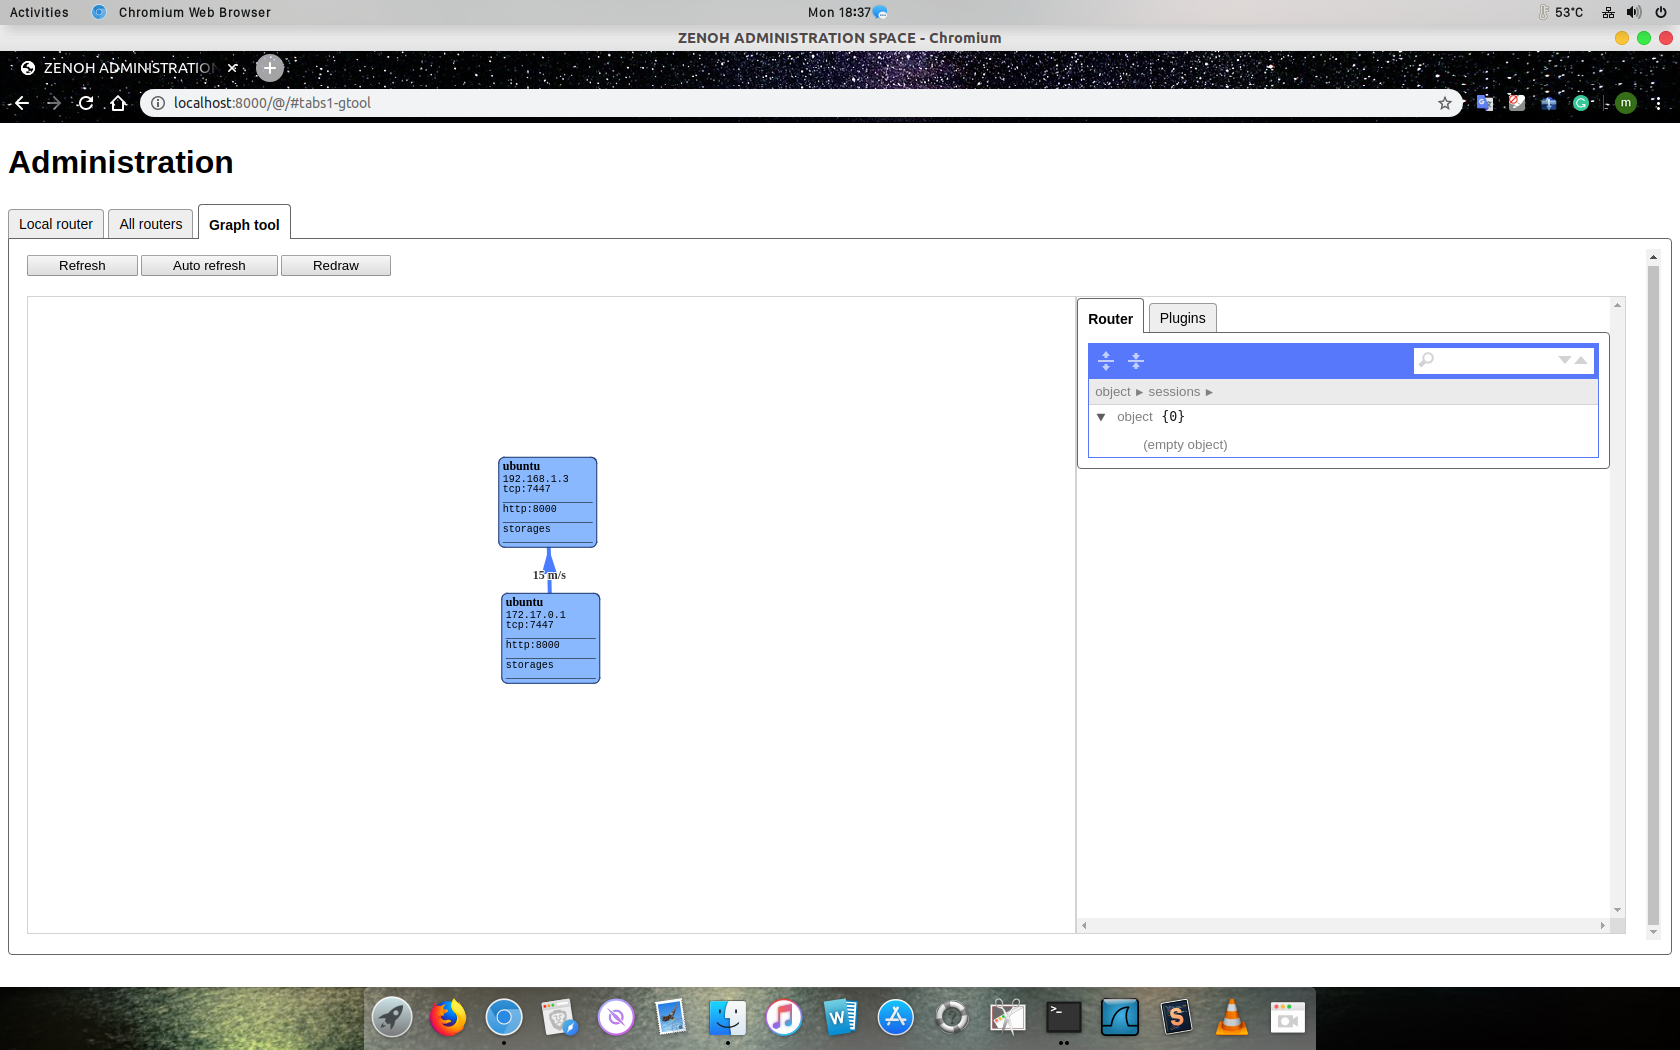 Activities
Chromium Web Browser
Mon 18:37
53°C
ZENOH ADMINISTRATION SPACE - Chromium
ZENOH ADMINISTRATION
localhost:8000/@/#tabs1-gtool
m
Administration
Local router
All routers
Graph tool
Refresh
Auto refresh
Redraw
ubuntu
192.168.1.3
tcp:7447
http:8000
storages
15 m/s
ubuntu
172.17.0.1
tcp:7447
http:8000
storages
Router
Plugins
object ► sessions ►
▼ object {0}
(empty object)
>_
W
S